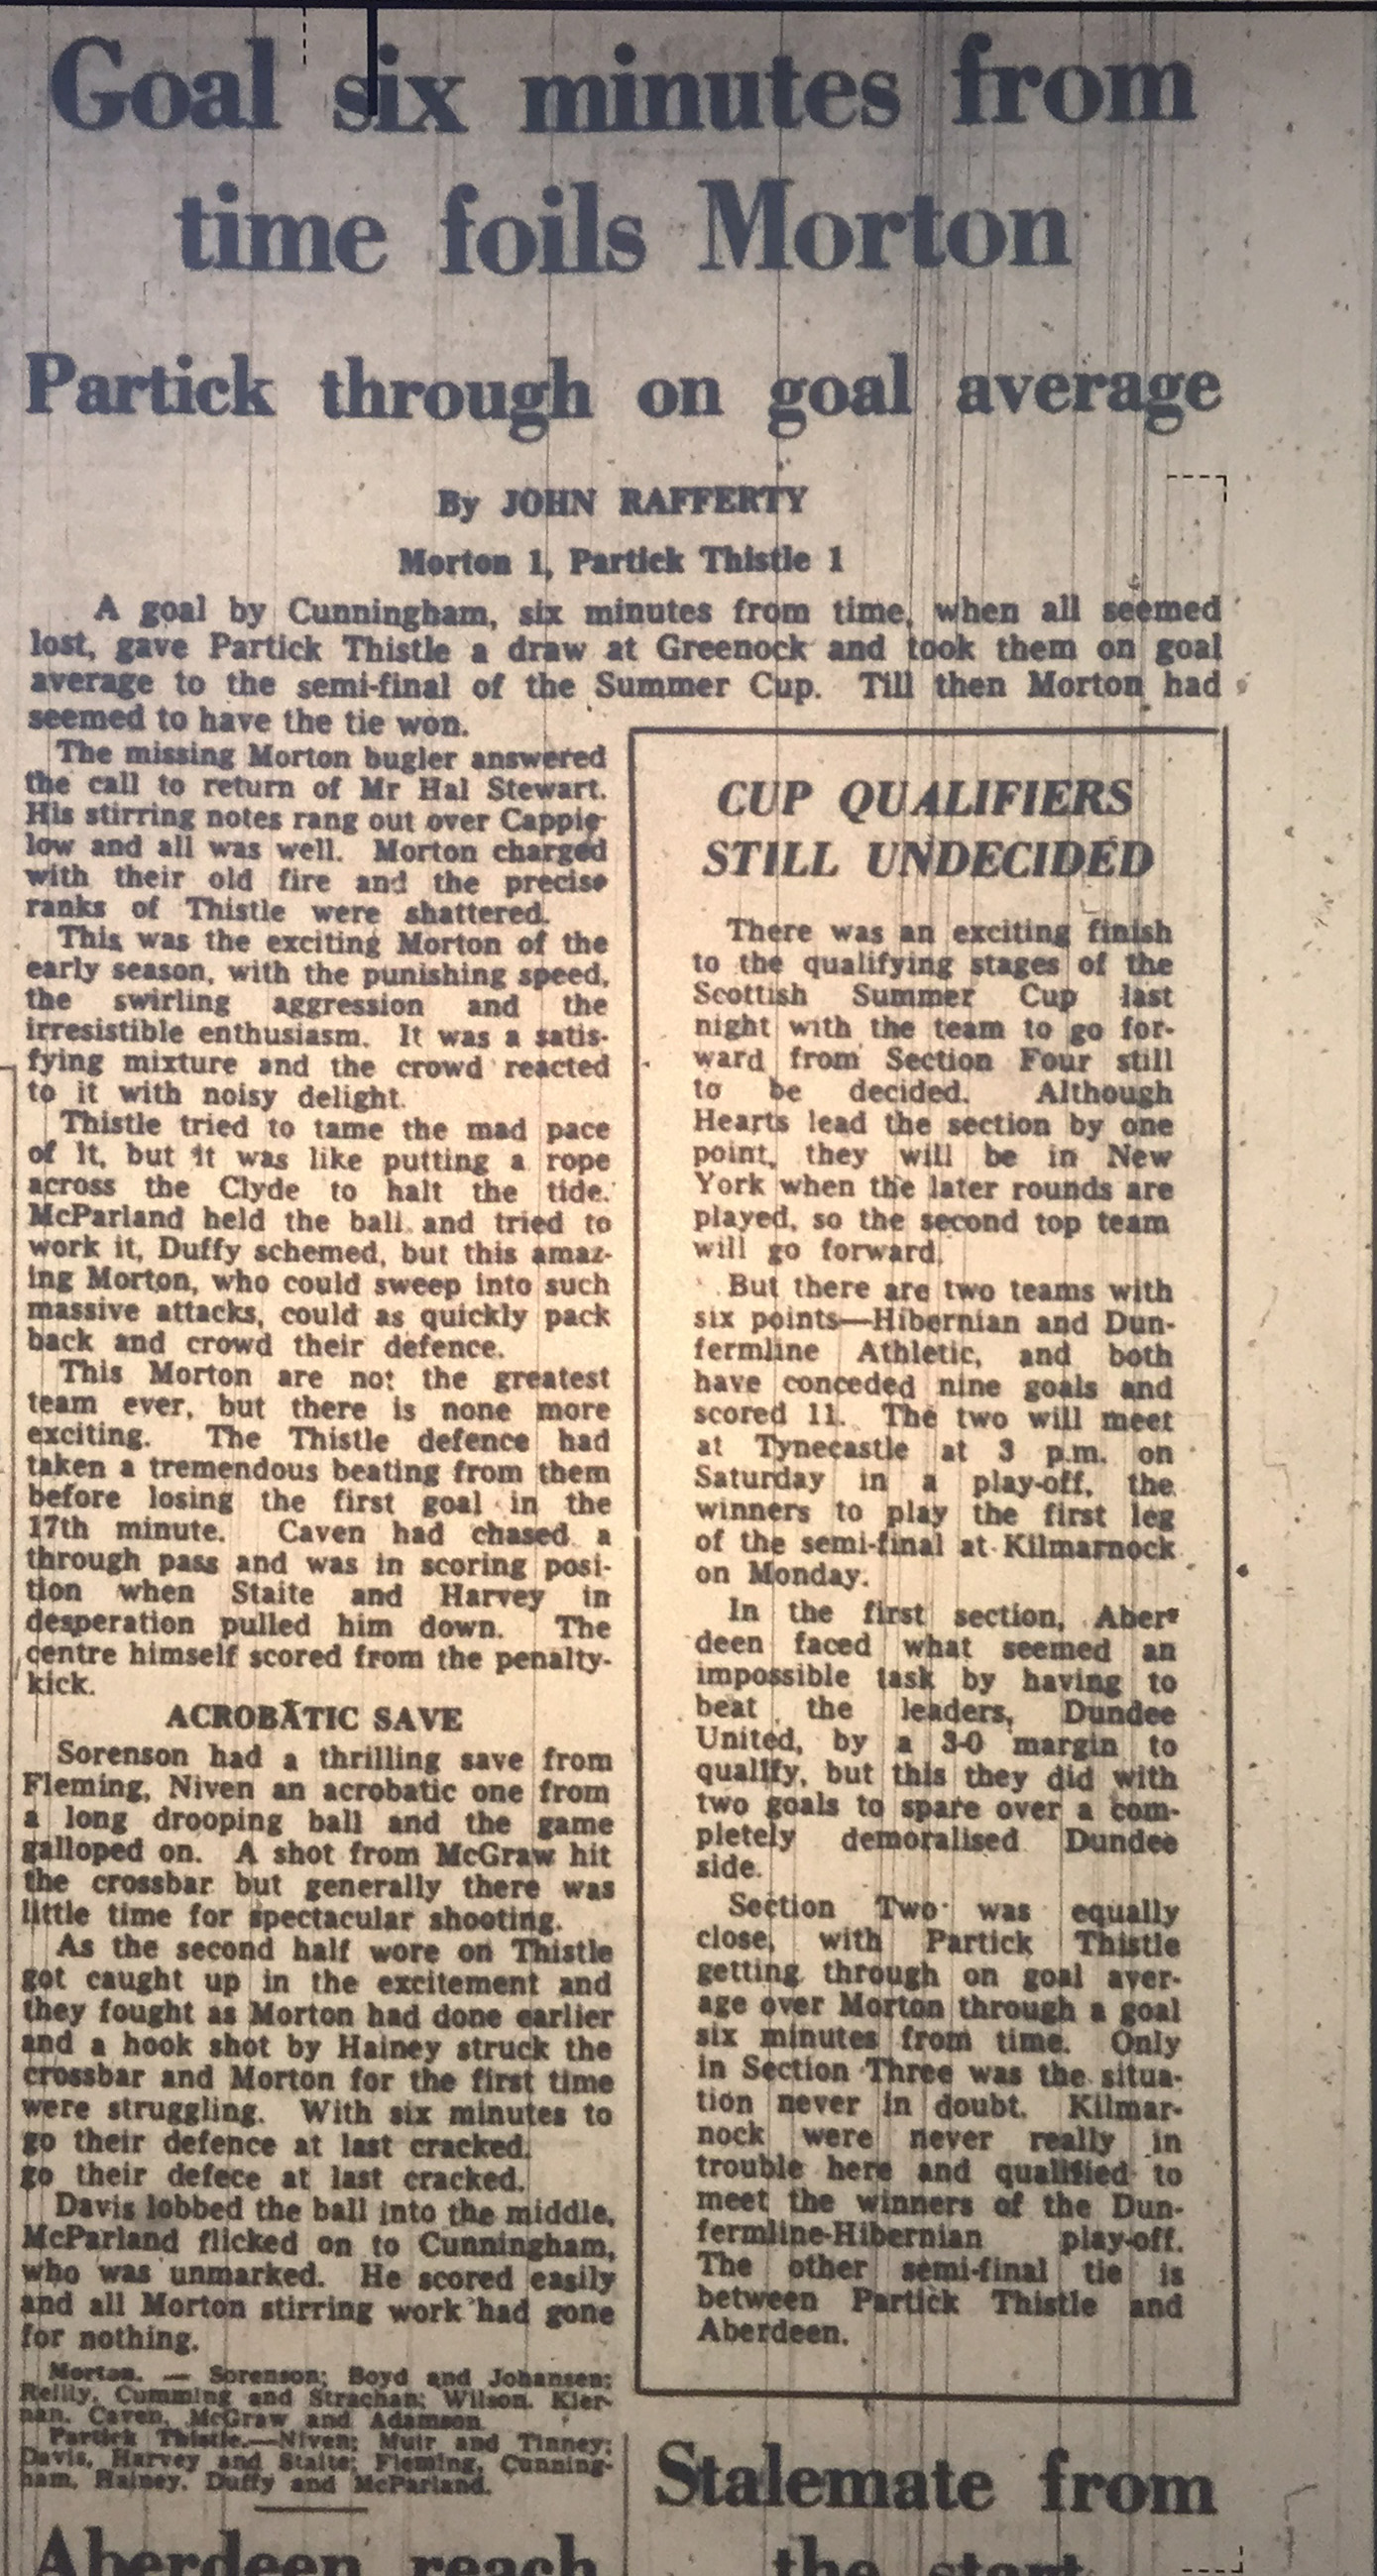 Goal six minutes from
time foils Morton
Partick through on goal average
By JOHN RAFFERTY
Morton 1, Partick Thistle 1
A goal by Cunningham, six minutes from time, when all seemed
lost, gave Partick Thistle a draw at Greenock and took them on goal
average to the semi-final of the Summer Cup. Till then Morton had
seemed to have the tie won.
The missing Morton bugler answered
the call to return of Mr Hal Stewart.
His stirring notes rang out over Cappie-
low and all was well. Morton charged
with their old fire and the precise
ranks of Thistle were shattered.
This was the exciting Morton of the
early season, with the punishing speed,
the swirling aggression and the
irresistible enthusiasm. It was a satis-
fying mixture and the crowd reacted
to it with noisy delight.
Thistle tried to tame the mad pace
of it, but it was like putting a rope
across the Clyde to halt the tide.
McParland held the ball and tried to
work it, Duffy schemed, but this amaz-
ing Morton, who could sweep into such
massive attacks, could as quickly pack
back and crowd their defence.
This Morton are not the greatest
team ever, but there is none more
exciting. The Thistle defence had
taken a tremendous beating from them
before losing the first goal in the
17th minute. Caven had chased a
through pass and was in scoring posi-
tion when Staite and Harvey in
desperation pulled him down. The
centre himself scored from the penalty-
kick.
ACROBATIC SAVE
Sorenson had a thrilling save from
Fleming, Niven an acrobatic one from
a long drooping ball and the game
galloped on. A shot from McGraw hit
the crossbar but generally there was
little time for spectacular shooting.
As the second half wore on Thistle
got caught up in the excitement and
they fought as Morton had done earlier
and a hook shot by Hainey struck the
crossbar and Morton for the first time
were struggling. With six minutes to
go their defence at last cracked.
go their defece at last cracked.
Davis lobbed the ball into the middle,
McParland flicked on to Cunningham,
who was unmarked. He scored easily
and all Morton stirring work had gone
for nothing.
Morton. — Sorenson; Boyd and Johansen;
Reilly, Cumming and Strachan; Wilson, Kier-
nan, Caven, McGraw and Adamson.
Partick Thistle.—Niven; Muir and Tinney;
Davis, Harvey and Staite; Fleming, Cunning-
ham, Hainey, Duffy and McParland.
Aberdeen reach
CUP QUALIFIERS
STILL UNDECIDED
There was an exciting finish
to the qualifying stages of the
Scottish Summer Cup last
night with the team to go for-
ward from Section Four still
to be decided. Although
Hearts lead the section by one
point, they will be in New
York when the later rounds are
played, so the second top team
will go forward.
But there are two teams with
six points—Hibernian and Dun-
fermline Athletic, and both
have conceded nine goals and
scored 11. The two will meet
at Tynecastle at 3 p.m. on
Saturday in a play-off, the
winners to play the first leg
of the semi-final at Kilmarnock
on Monday.
In the first section, Aber-
deen faced what seemed an
impossible task by having to
beat the leaders, Dundee
United, by a 3-0 margin to
qualify, but this they did with
two goals to spare over a com-
pletely demoralised Dundee
side.
Section Two was equally
close, with Partick Thistle
getting through on goal aver-
age over Morton through a goal
six minutes from time. Only
in Section Three was the situa-
tion never in doubt. Kilmar-
nock were never really in
trouble here and qualified to
meet the winners of the Dun-
fermline-Hibernian play-off.
The other semi-final tie is
between Partick Thistle and
Aberdeen.
Stalemate from
the start